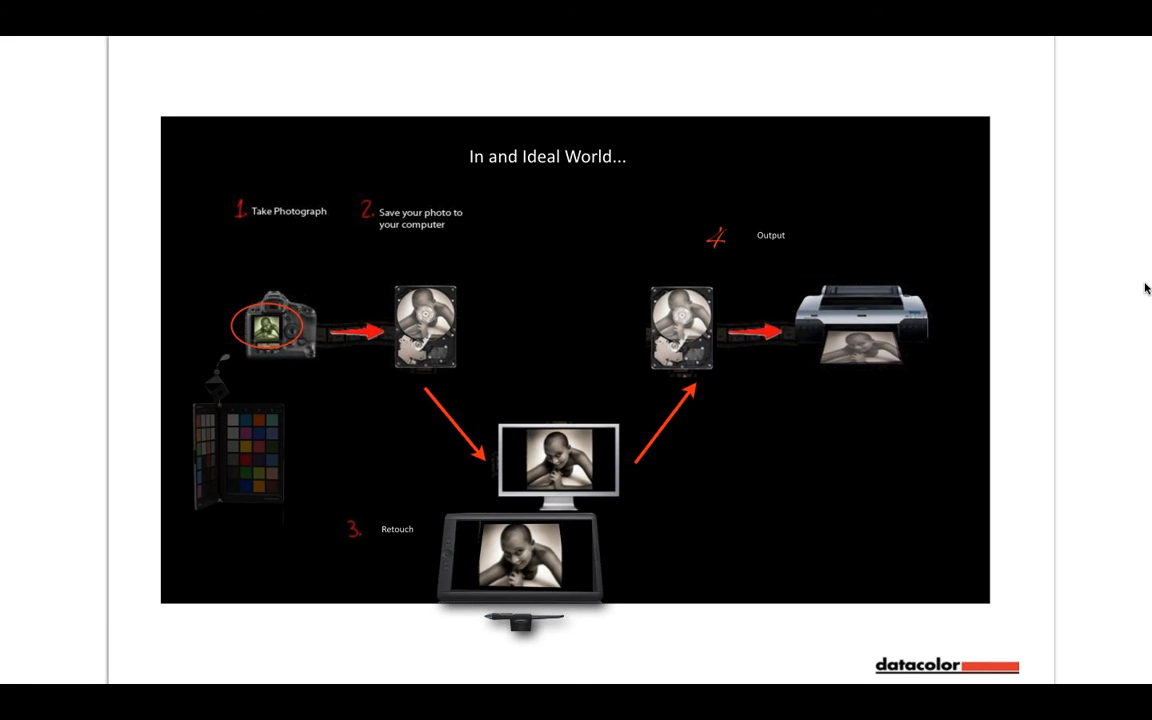 In and Ideal World...
1. Take Photograph
2. Save your photo to
your computer
4 Output
3. Retouch
datacolor